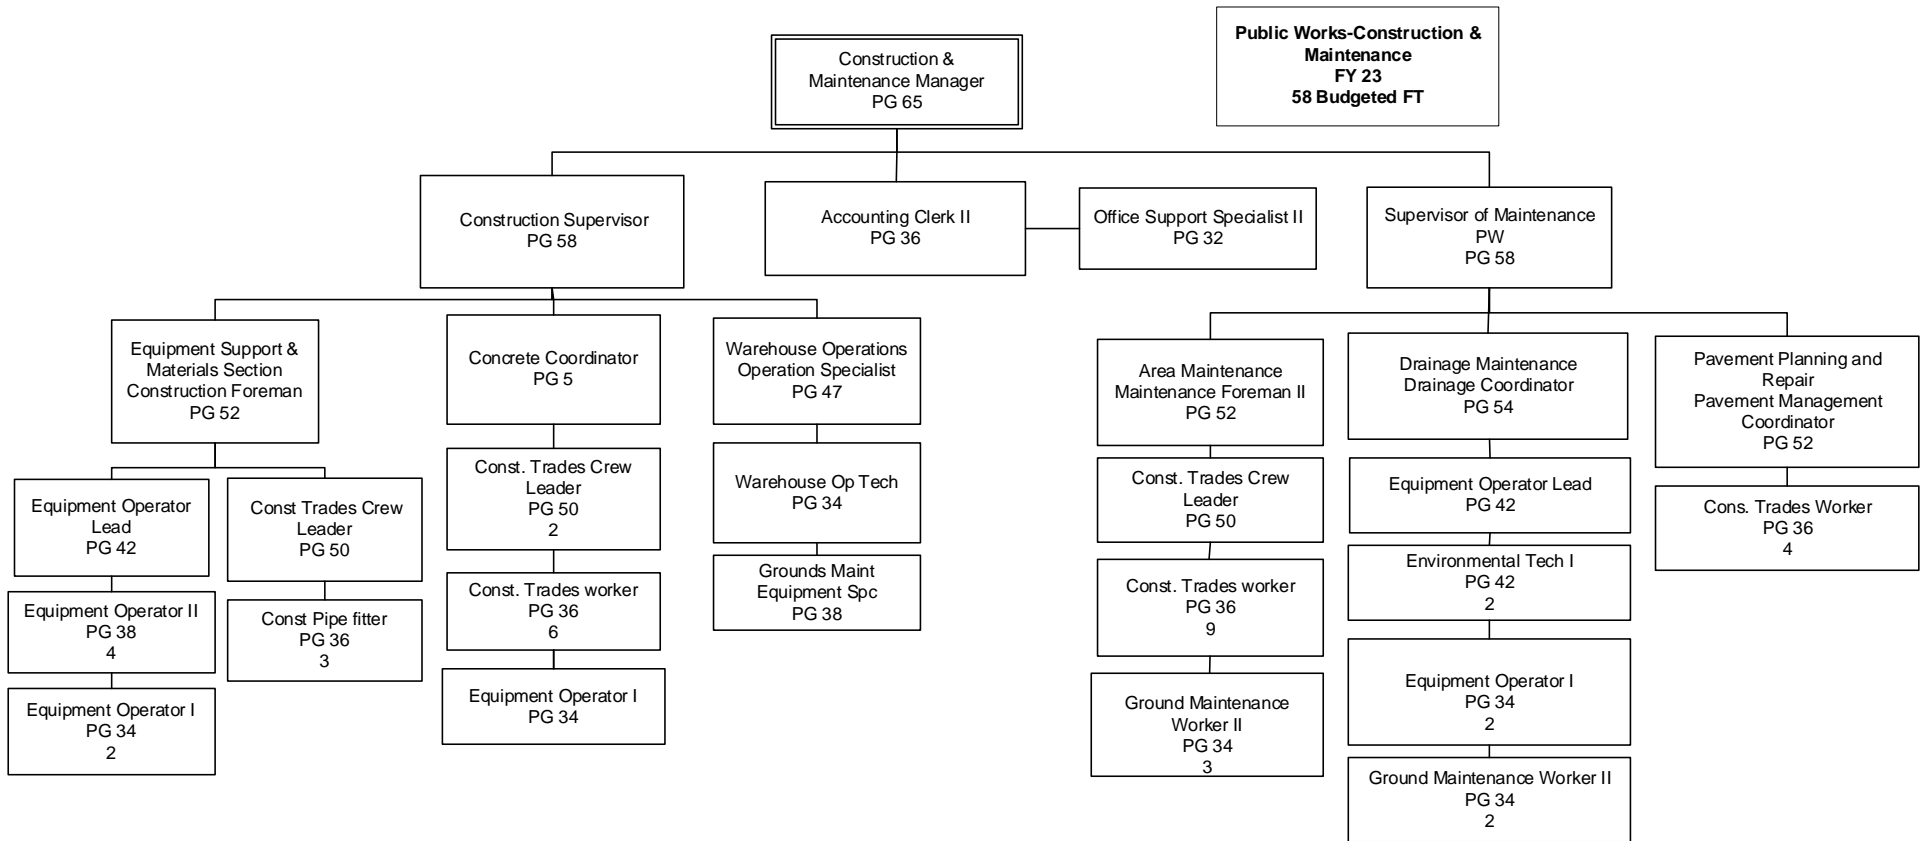 Public Works-Construction &
Maintenance
FY 23
58 Budgeted FT
Construction &
Maintenance Manager
PG 65
Construction Supervisor
PG 58
Accounting Clerk II
PG 36
Office Support Specialist II
PG 32
Supervisor of Maintenance
PW
PG 58
Equipment Support &
Materials Section
Construction Foreman
PG 52
Concrete Coordinator
PG 5
Warehouse Operations
Operation Specialist
PG 47
Area Maintenance
Maintenance Foreman II
PG 52
Drainage Maintenance
Drainage Coordinator
PG 54
Pavement Planning and
Repair
Pavement Management
Coordinator
PG 52
Equipment Operator
Lead
PG 42
Const Trades Crew
Leader
PG 50
Const. Trades Crew
Leader
PG 50
2
Warehouse Op Tech
PG 34
Const. Trades Crew
Leader
PG 50
Equipment Operator Lead
PG 42
Cons. Trades Worker
PG 36
4
Equipment Operator II
PG 38
4
Const Pipe fitter
PG 36
3
Const. Trades worker
PG 36
6
Grounds Maint
Equipment Spc
PG 38
Const. Trades worker
PG 36
9
Environmental Tech I
PG 42
2
Equipment Operator I
PG 34
2
Equipment Operator I
PG 34
Ground Maintenance
Worker II
PG 34
3
Equipment Operator I
PG 34
2
Ground Maintenance Worker II
PG 34
2